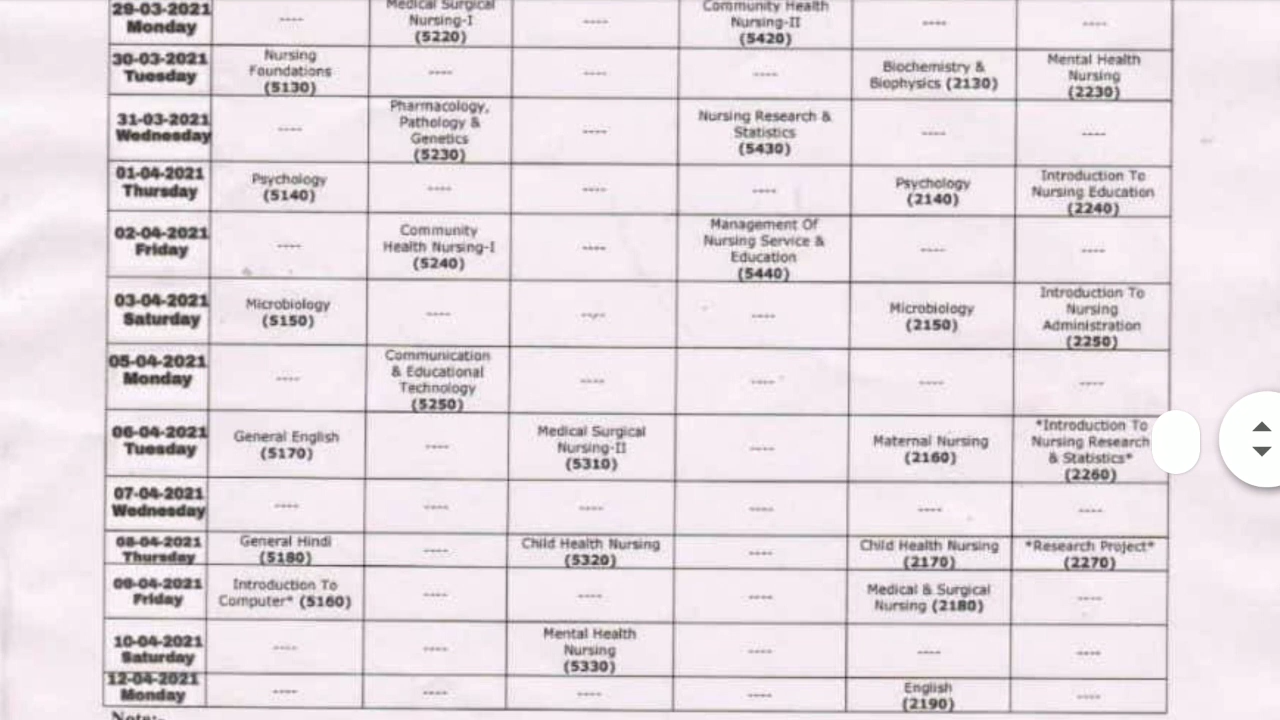 29-03-2021
Monday
----
Medical Surgical
Nursing-I
(5220)
----
Community Health
Nursing-II
(5420)
----
----
30-03-2021
Tuesday
Nursing
Foundations
(5130)
----
----
----
Biochemistry &
Biophysics (2130)
Mental Health
Nursing
(2230)
31-03-2021
Wednesday
----
Pharmacology,
Pathology &
Genetics
(5230)
----
Nursing Research &
Statistics
(5430)
----
----
01-04-2021
Thursday
Psychology
(5140)
----
----
----
Psychology
(2140)
Introduction To
Nursing Education
(2240)
02-04-2021
Friday
----
Community
Health Nursing-I
(5240)
----
Management Of
Nursing Service &
Education
(5440)
----
----
03-04-2021
Saturday
Microbiology
(5150)
----
----
----
Microbiology
(2150)
Introduction To
Nursing
Administration
(2250)
05-04-2021
Monday
----
Communication
& Educational
Technology
(5250)
----
----
----
----
06-04-2021
Tuesday
General English
(5170)
----
Medical Surgical
Nursing-II
(5310)
----
Maternal Nursing
(2160)
*Introduction To
Nursing Research
& Statistics*
(2260)
07-04-2021
Wednesday
----
----
----
----
----
----
08-04-2021
Thursday
General Hindi
(5180)
----
Child Health Nursing
(5320)
----
Child Health Nursing
(2170)
*Research Project*
(2270)
09-04-2021
Friday
Introduction To
Computer* (5160)
----
----
----
Medical & Surgical
Nursing (2180)
----
10-04-2021
Saturday
----
----
Mental Health
Nursing
(5330)
----
----
----
12-04-2021
Monday
----
----
----
----
English
(2190)
----
Note:-